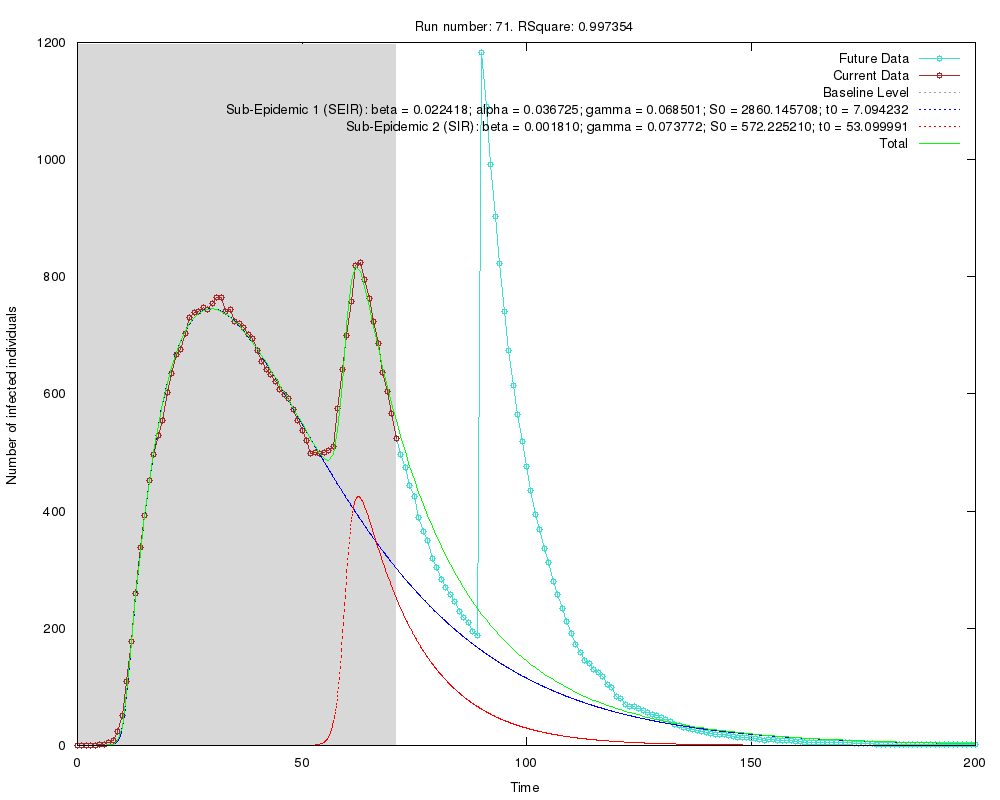 Run number: 71. RSquare: 0.997354
1200
1000
800
600
400
200
0
Number of infected individuals
Future Data
Current Data
Baseline Level
Sub-Epidemic 1 (SEIR): beta = 0.022418; alpha = 0.036725; gamma = 0.068501; S0 = 2860.145708; t0 = 7.094232
Sub-Epidemic 2 (SIR): beta = 0.001810; gamma = 0.073772; S0 = 572.225210; t0 = 53.099991
Total
0 50 100 150 200
Time